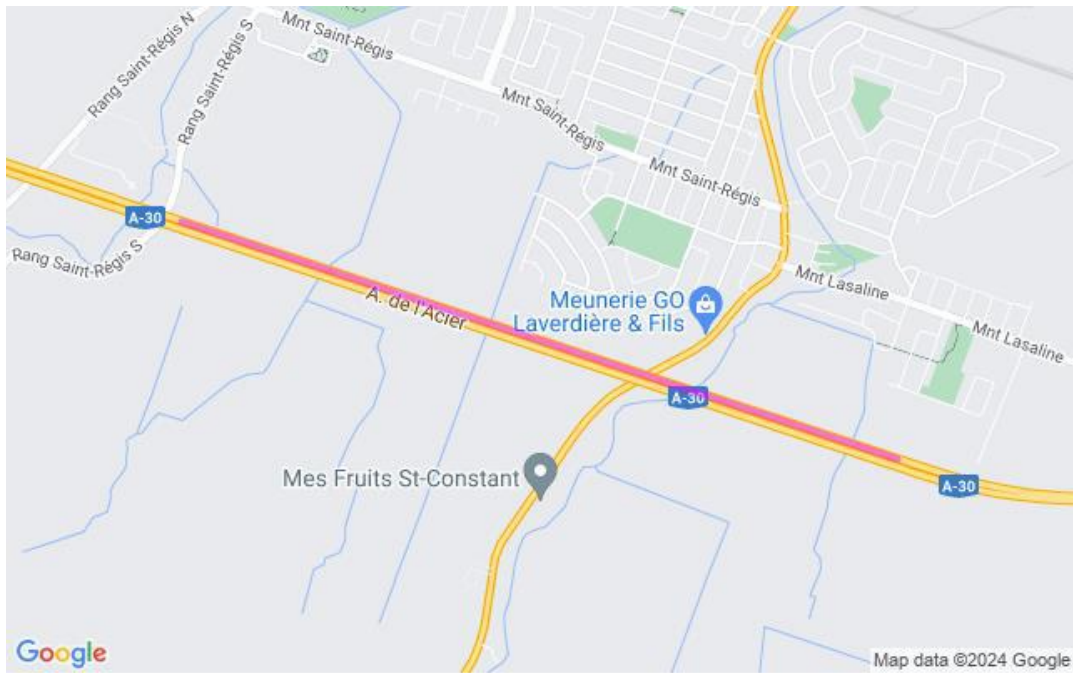 Rang Saint-Régis N
Rang Saint-Régis S
Mnt Saint-Régis
Mnt Saint-Régis
Mnt Saint-Régis
A-30
Rang Saint-Régis S
A. de l'Acier
Meunerie GO
Laverdière & Fils
Mnt Lasaline
Mnt Lasaline
A-30
Mes Fruits St-Constant
A-30
Google
Map data ©2024 Google